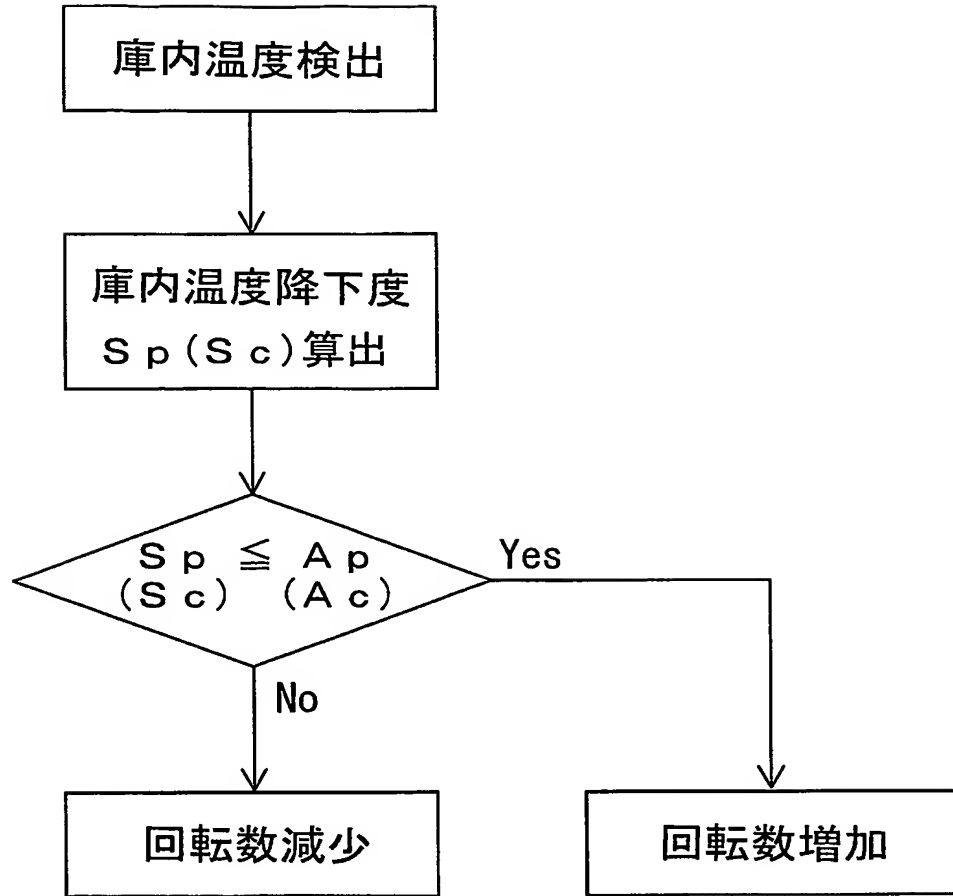 庫内温度検出
庫内温度降下度
Sp(Sc)算出
Sp ≦ Ap
(Sc) (Ac)
Yes
No
回転数減少
回転数増加